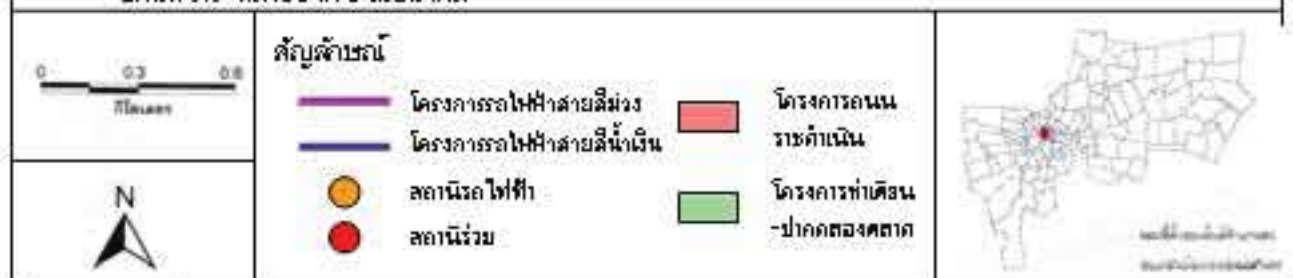 0 0.3 0.6
กิโลเมตร
N
สัญลักษณ์
โครงการรถไฟฟ้าสายสีม่วง
โครงการรถไฟฟ้าสายสีน้ำเงิน
สถานีรถไฟฟ้า
สถานีร่วม
โครงการถนน
ราชดำเนิน
โครงการท่าเตียน
-ปากคลองตลาด